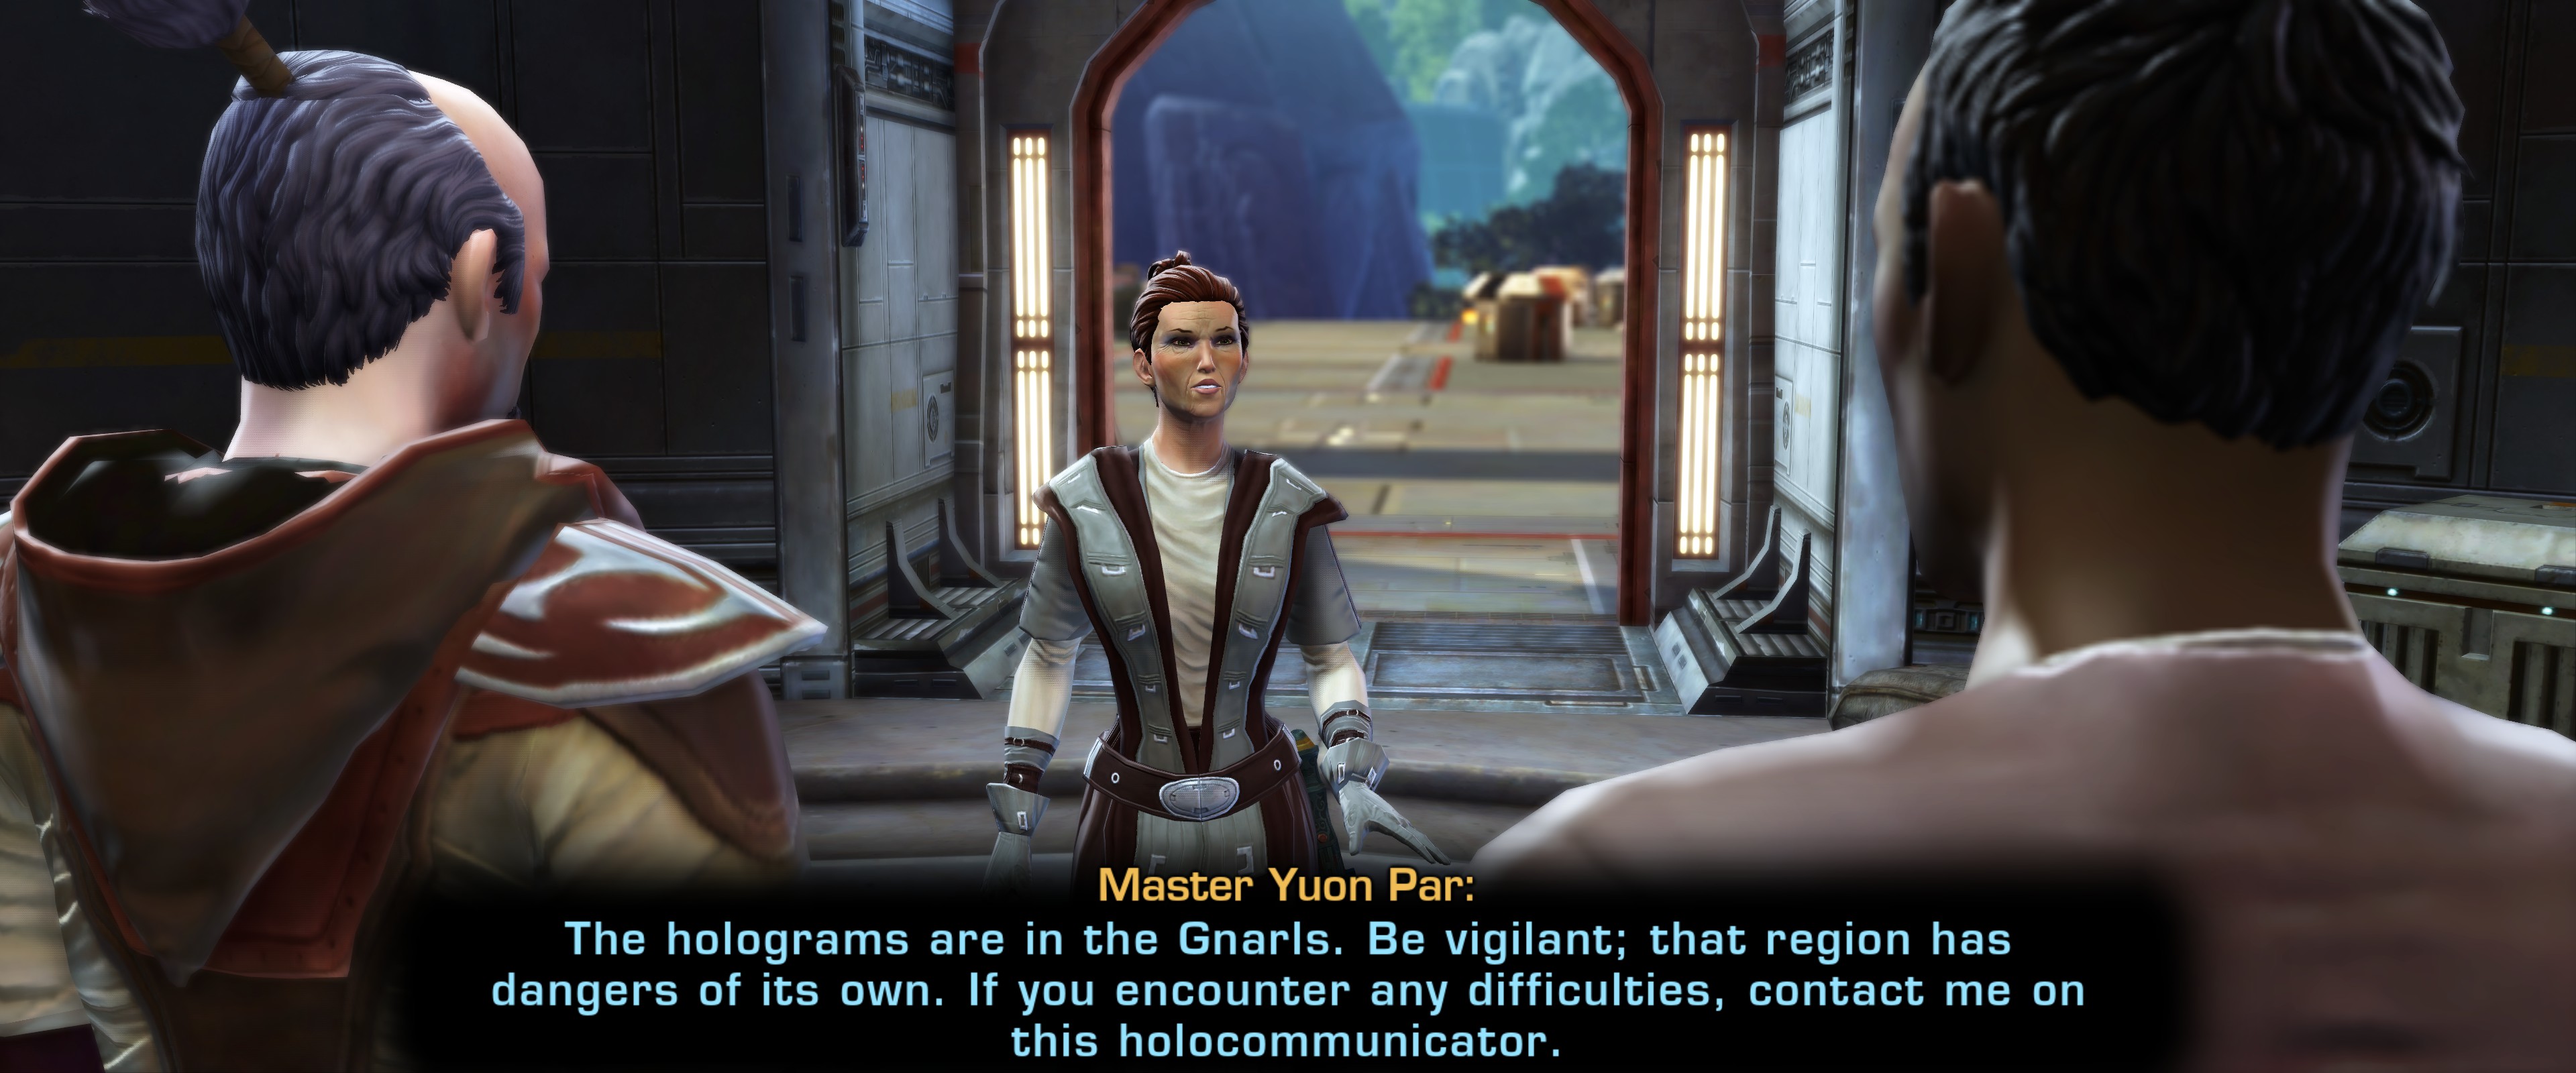 Master Yuon Par:
The holograms are in the Gnarls. Be vigilant; that region has
dangers of its own. If you encounter any difficulties, contact me on
this holocommunicator.